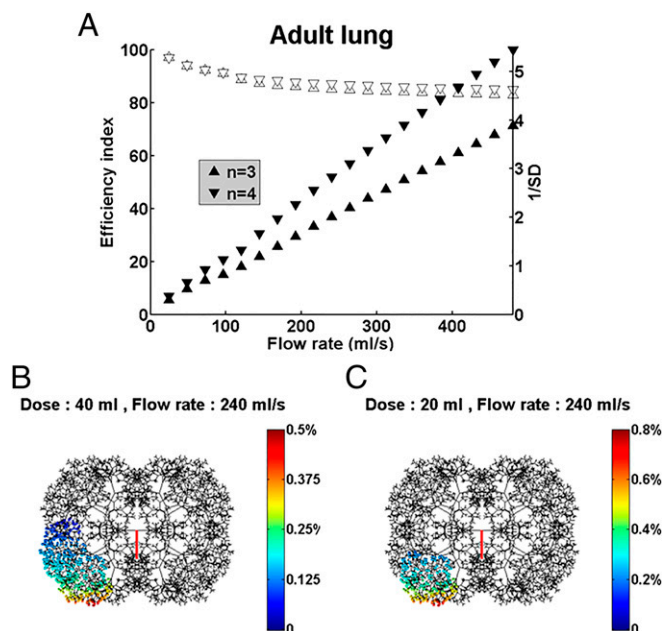 A
Adult lung
Efficiency index
100
80
60
40
20
0
n=3
n=4
5
4
3
2
1
0
1/SD
0 100 200 300 400
Flow rate (ml/s)
B
Dose : 40 ml , Flow rate : 240 ml/s
0.5%
0.375
0.25%
0.125
0
C
Dose : 20 ml , Flow rate : 240 ml/s
0.8%
0.6%
0.4%
0.2%
0